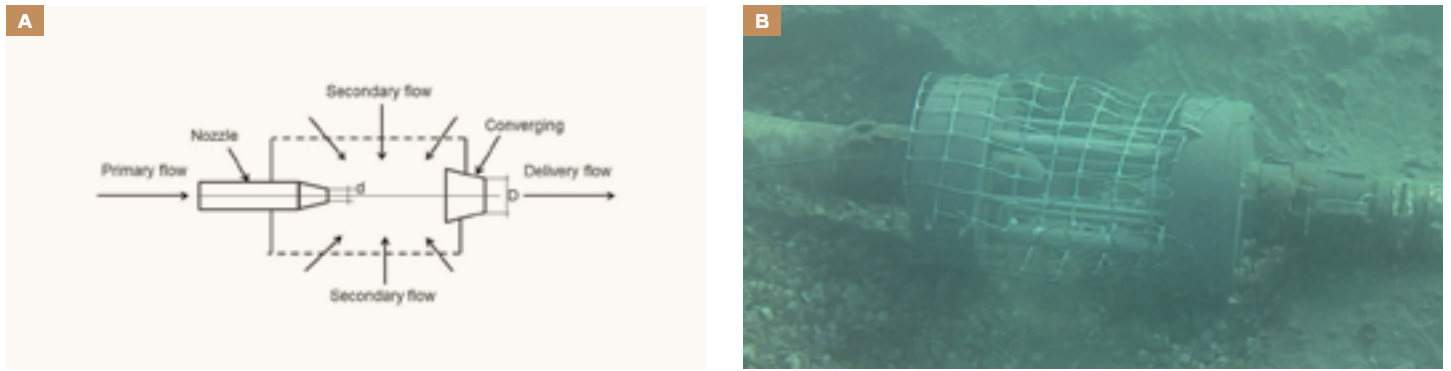 A
Secondary flow
Nozzle
Converging
Primary flow
d
Delivery flow
D
Secondary flow
B